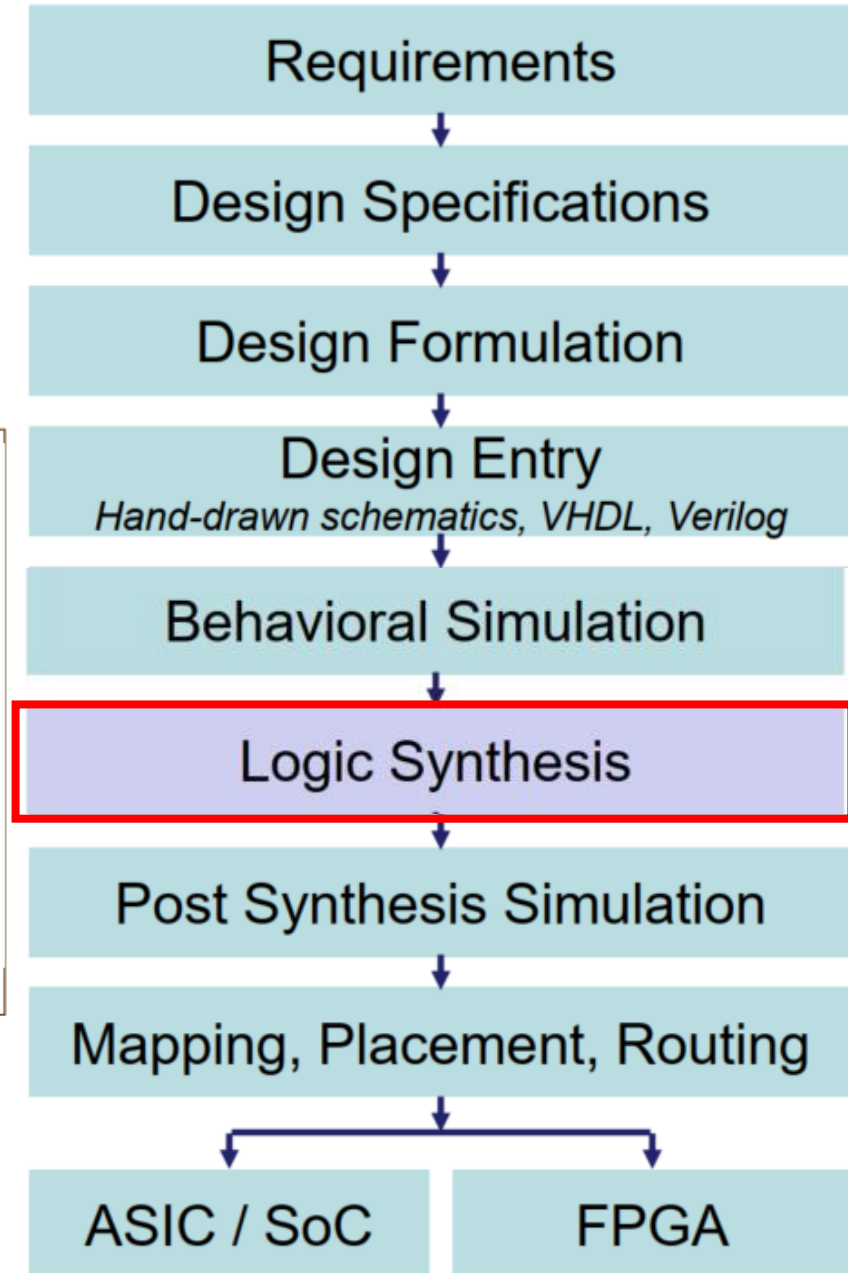 Requirements
Design Specifications
Design Formulation
Design Entry
Hand-drawn schematics, VHDL, Verilog
Behavioral Simulation
Logic Synthesis
Post Synthesis Simulation
Mapping, Placement, Routing
ASIC / SoC
FPGA